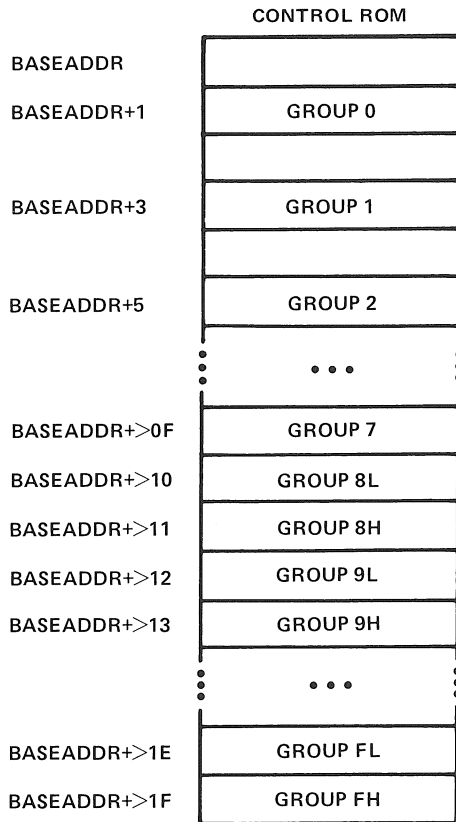 CONTROL ROM
BASEADDR
BASEADDR+1 GROUP 0
BASEADDR+3 GROUP 1
BASEADDR+5 GROUP 2
BASEADDR+>0F GROUP 7
BASEADDR+>10 GROUP 8L
BASEADDR+>11 GROUP 8H
BASEADDR+>12 GROUP 9L
BASEADDR+>13 GROUP 9H
BASEADDR+>1E GROUP FL
BASEADDR+>1F GROUP FH